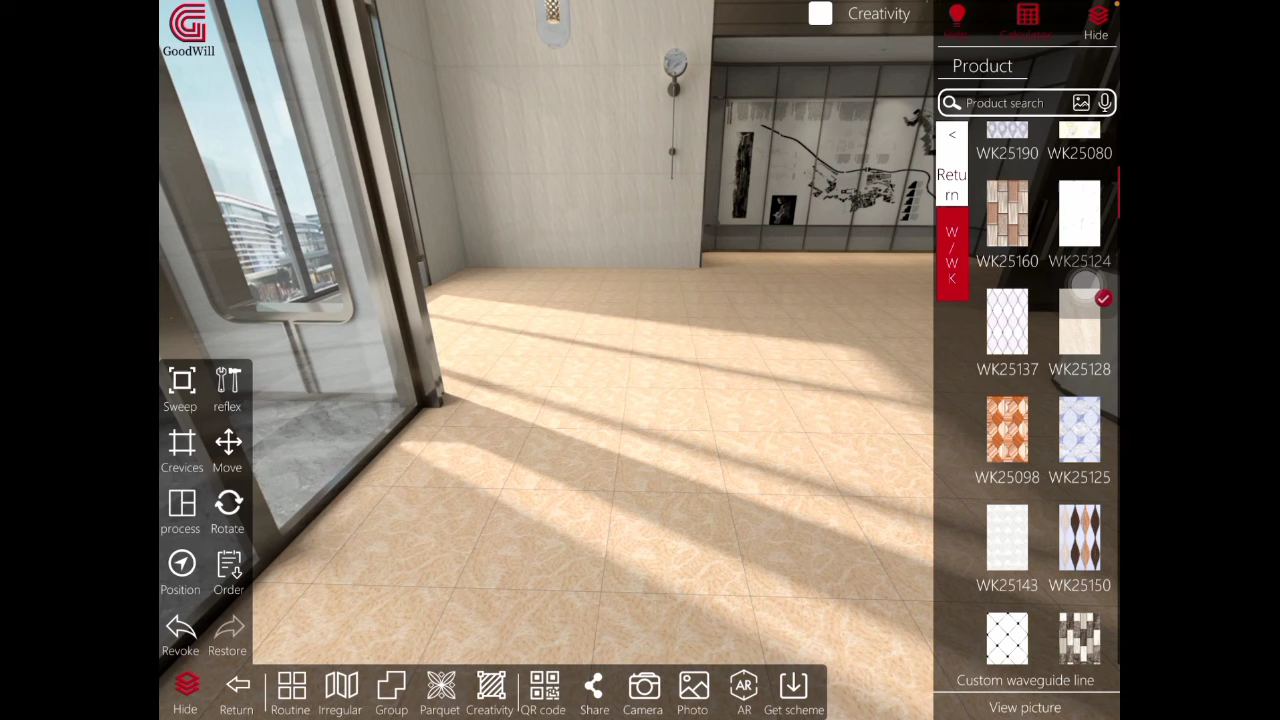 GoodWill
Creativity
Hide
Product
Product search
<
Retu
rn
W
/
W
K
WK25190
WK25080
WK25160
WK25124
WK25137
WK25128
WK25098
WK25125
WK25143
WK25150
Custom waveguide line
View picture
Sweep
reflex
Crevices
Move
process
Rotate
Position
Order
Revoke
Restore
Hide
Return
Routine
Irregular
Group
Parquet
Creativity
QR code
Share
Camera
Photo
AR
AR
Get scheme